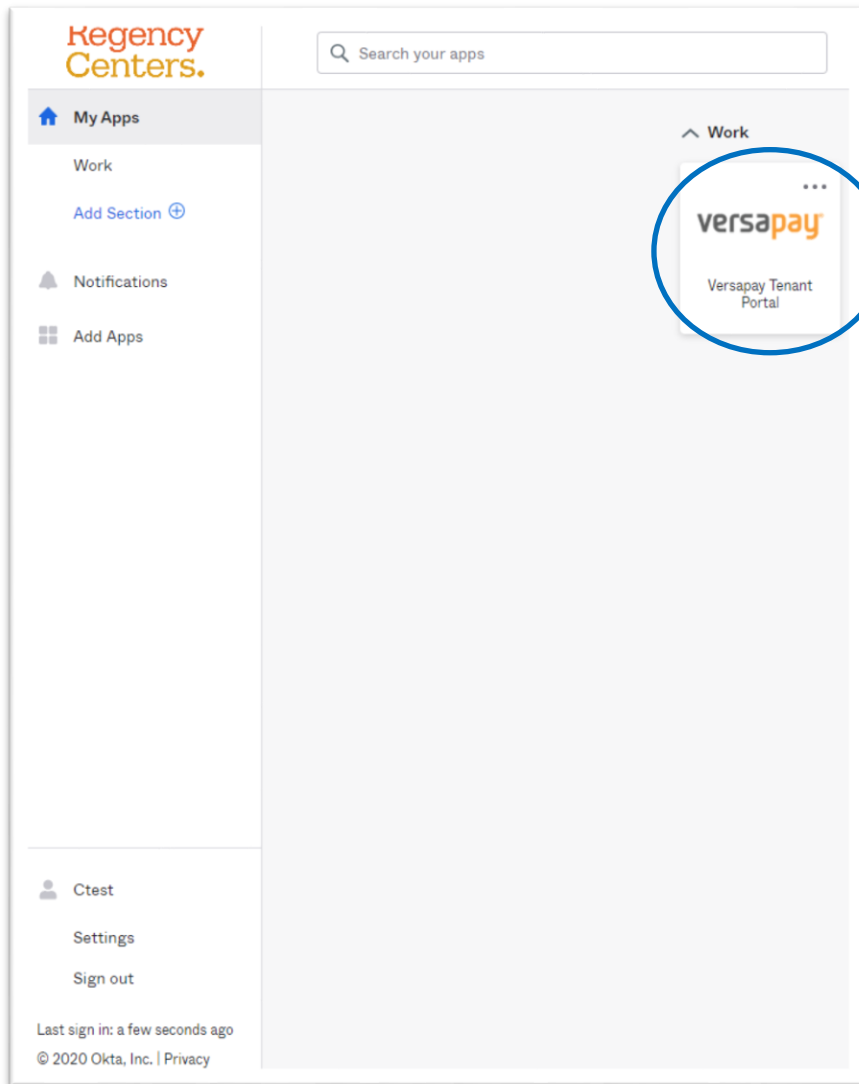 Regency
Centers.
Search your apps
My Apps
Work
Add Section
Notifications
Add Apps
Work
versapay
Versapay Tenant
Portal
Ctest
Settings
Sign out
Last sign in: a few seconds ago
© 2020 Okta, Inc. | Privacy